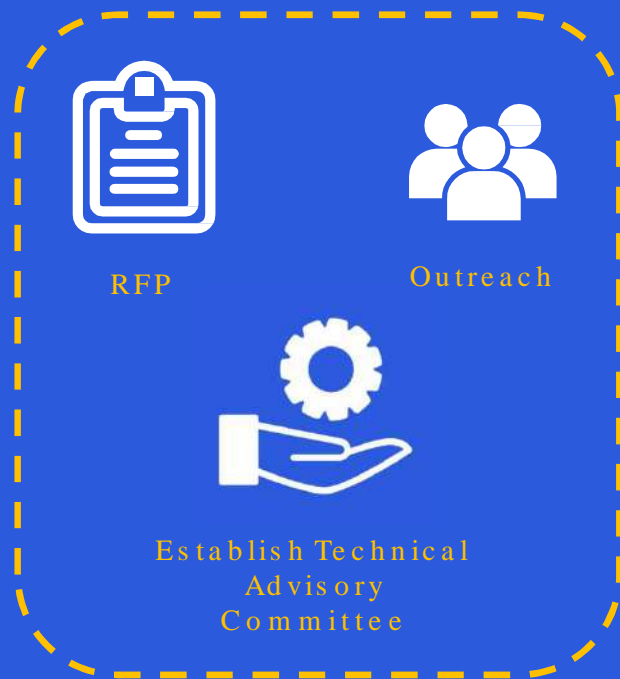 RFP
Outreach
Establish Technical
Advisory
Committee